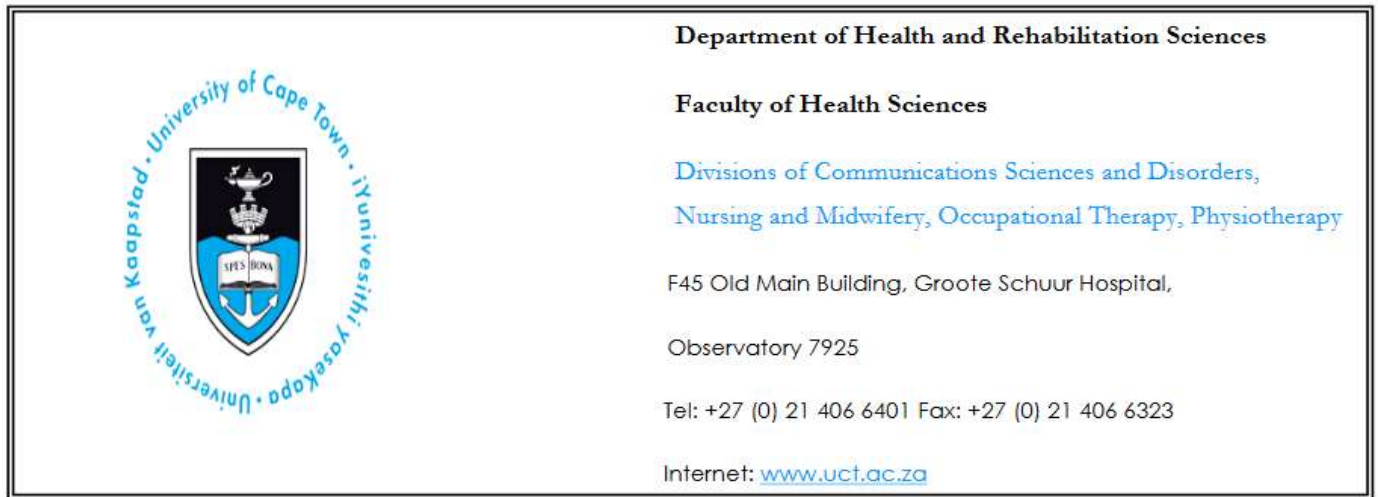 University of Cape Town · iYunivesithi yaseKapa · Universiteit van Kaapstad ·
SPES BONA
Department of Health and Rehabilitation Sciences
Faculty of Health Sciences
Divisions of Communications Sciences and Disorders,
Nursing and Midwifery, Occupational Therapy, Physiotherapy
F45 Old Main Building, Groote Schuur Hospital,
Observatory 7925
Tel: +27 (0) 21 406 6401 Fax: +27 (0) 21 406 6323
Internet: www.uct.ac.za